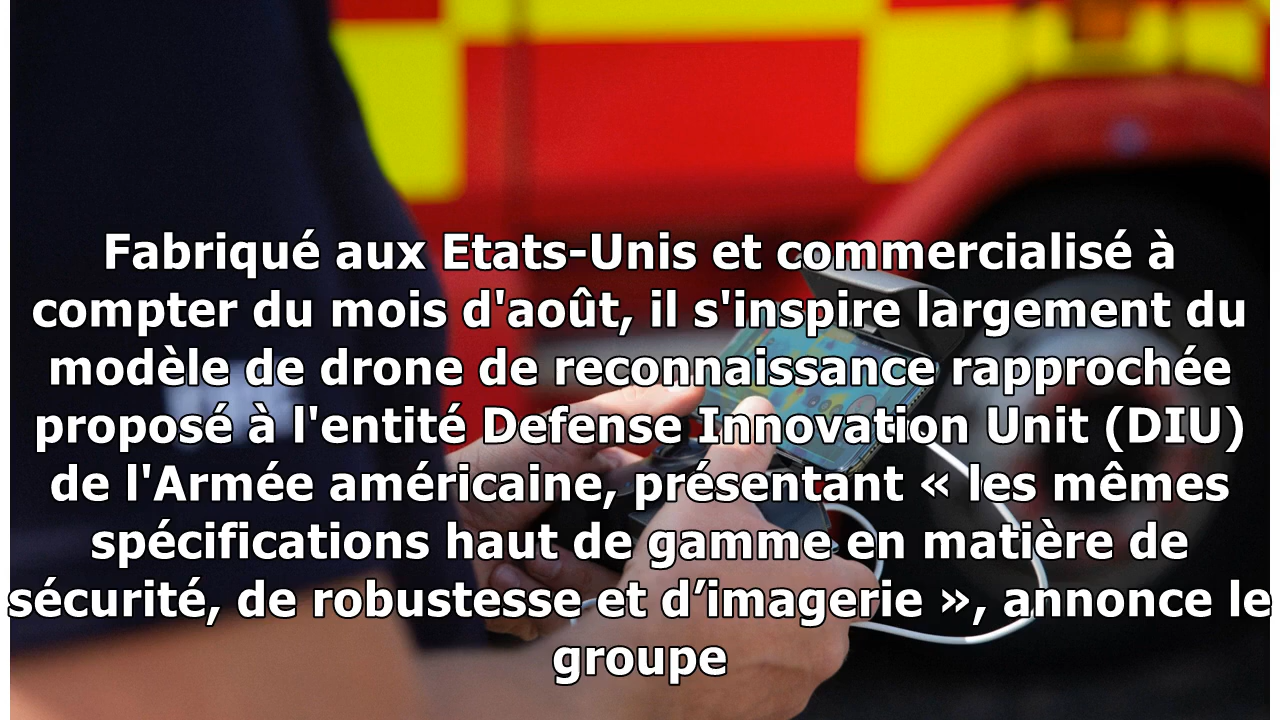 Fabriqué aux Etats-Unis et commercialisé à
compter du mois d'août, il s'inspire largement du
modèle de drone de reconnaissance rapprochée
proposé à l'entité Defense Innovation Unit (DIU)
de l'Armée américaine, présentant « les mêmes
spécifications haut de gamme en matière de
sécurité, de robustesse et d’imagerie », annonce le
groupe